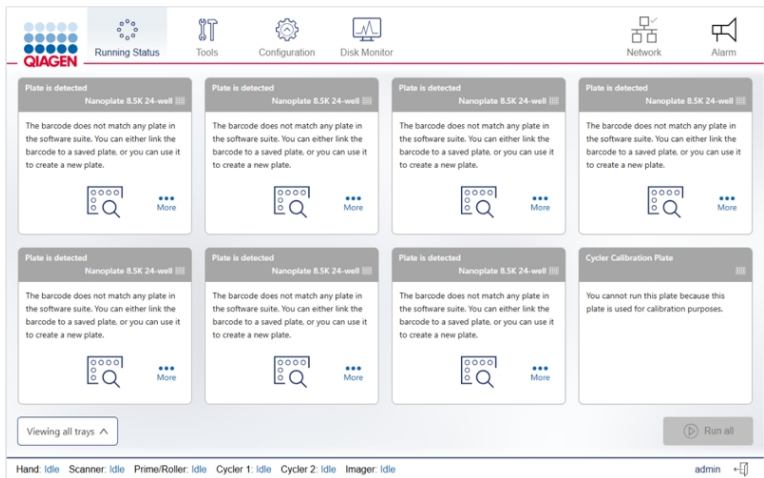 QIAGEN
Running Status
Tools
Configuration
Disk Monitor
Network
Alarm
Plate is detected
Nanoplate 8.5K 24-well
The barcode does not match any plate in
the software suite. You can either link the
barcode to a saved plate, or you can use it
to create a new plate.
More
Plate is detected
Nanoplate 8.5K 24-well
The barcode does not match any plate in
the software suite. You can either link the
barcode to a saved plate, or you can use it
to create a new plate.
More
Plate is detected
Nanoplate 8.5K 24-well
The barcode does not match any plate in
the software suite. You can either link the
barcode to a saved plate, or you can use it
to create a new plate.
More
Plate is detected
Nanoplate 8.5K 24-well
The barcode does not match any plate in
the software suite. You can either link the
barcode to a saved plate, or you can use it
to create a new plate.
More
Plate is detected
Nanoplate 8.5K 24-well
The barcode does not match any plate in
the software suite. You can either link the
barcode to a saved plate, or you can use it
to create a new plate.
More
Plate is detected
Nanoplate 8.5K 24-well
The barcode does not match any plate in
the software suite. You can either link the
barcode to a saved plate, or you can use it
to create a new plate.
More
Plate is detected
Nanoplate 8.5K 24-well
The barcode does not match any plate in
the software suite. You can either link the
barcode to a saved plate, or you can use it
to create a new plate.
More
Cycler Calibration Plate
You cannot run this plate because this
plate is used for calibration purposes.
Viewing all trays
Run all
Hand: Idle Scanner: Idle Prime/Roller: Idle Cycler 1: Idle Cycler 2: Idle Imager: Idle
admin